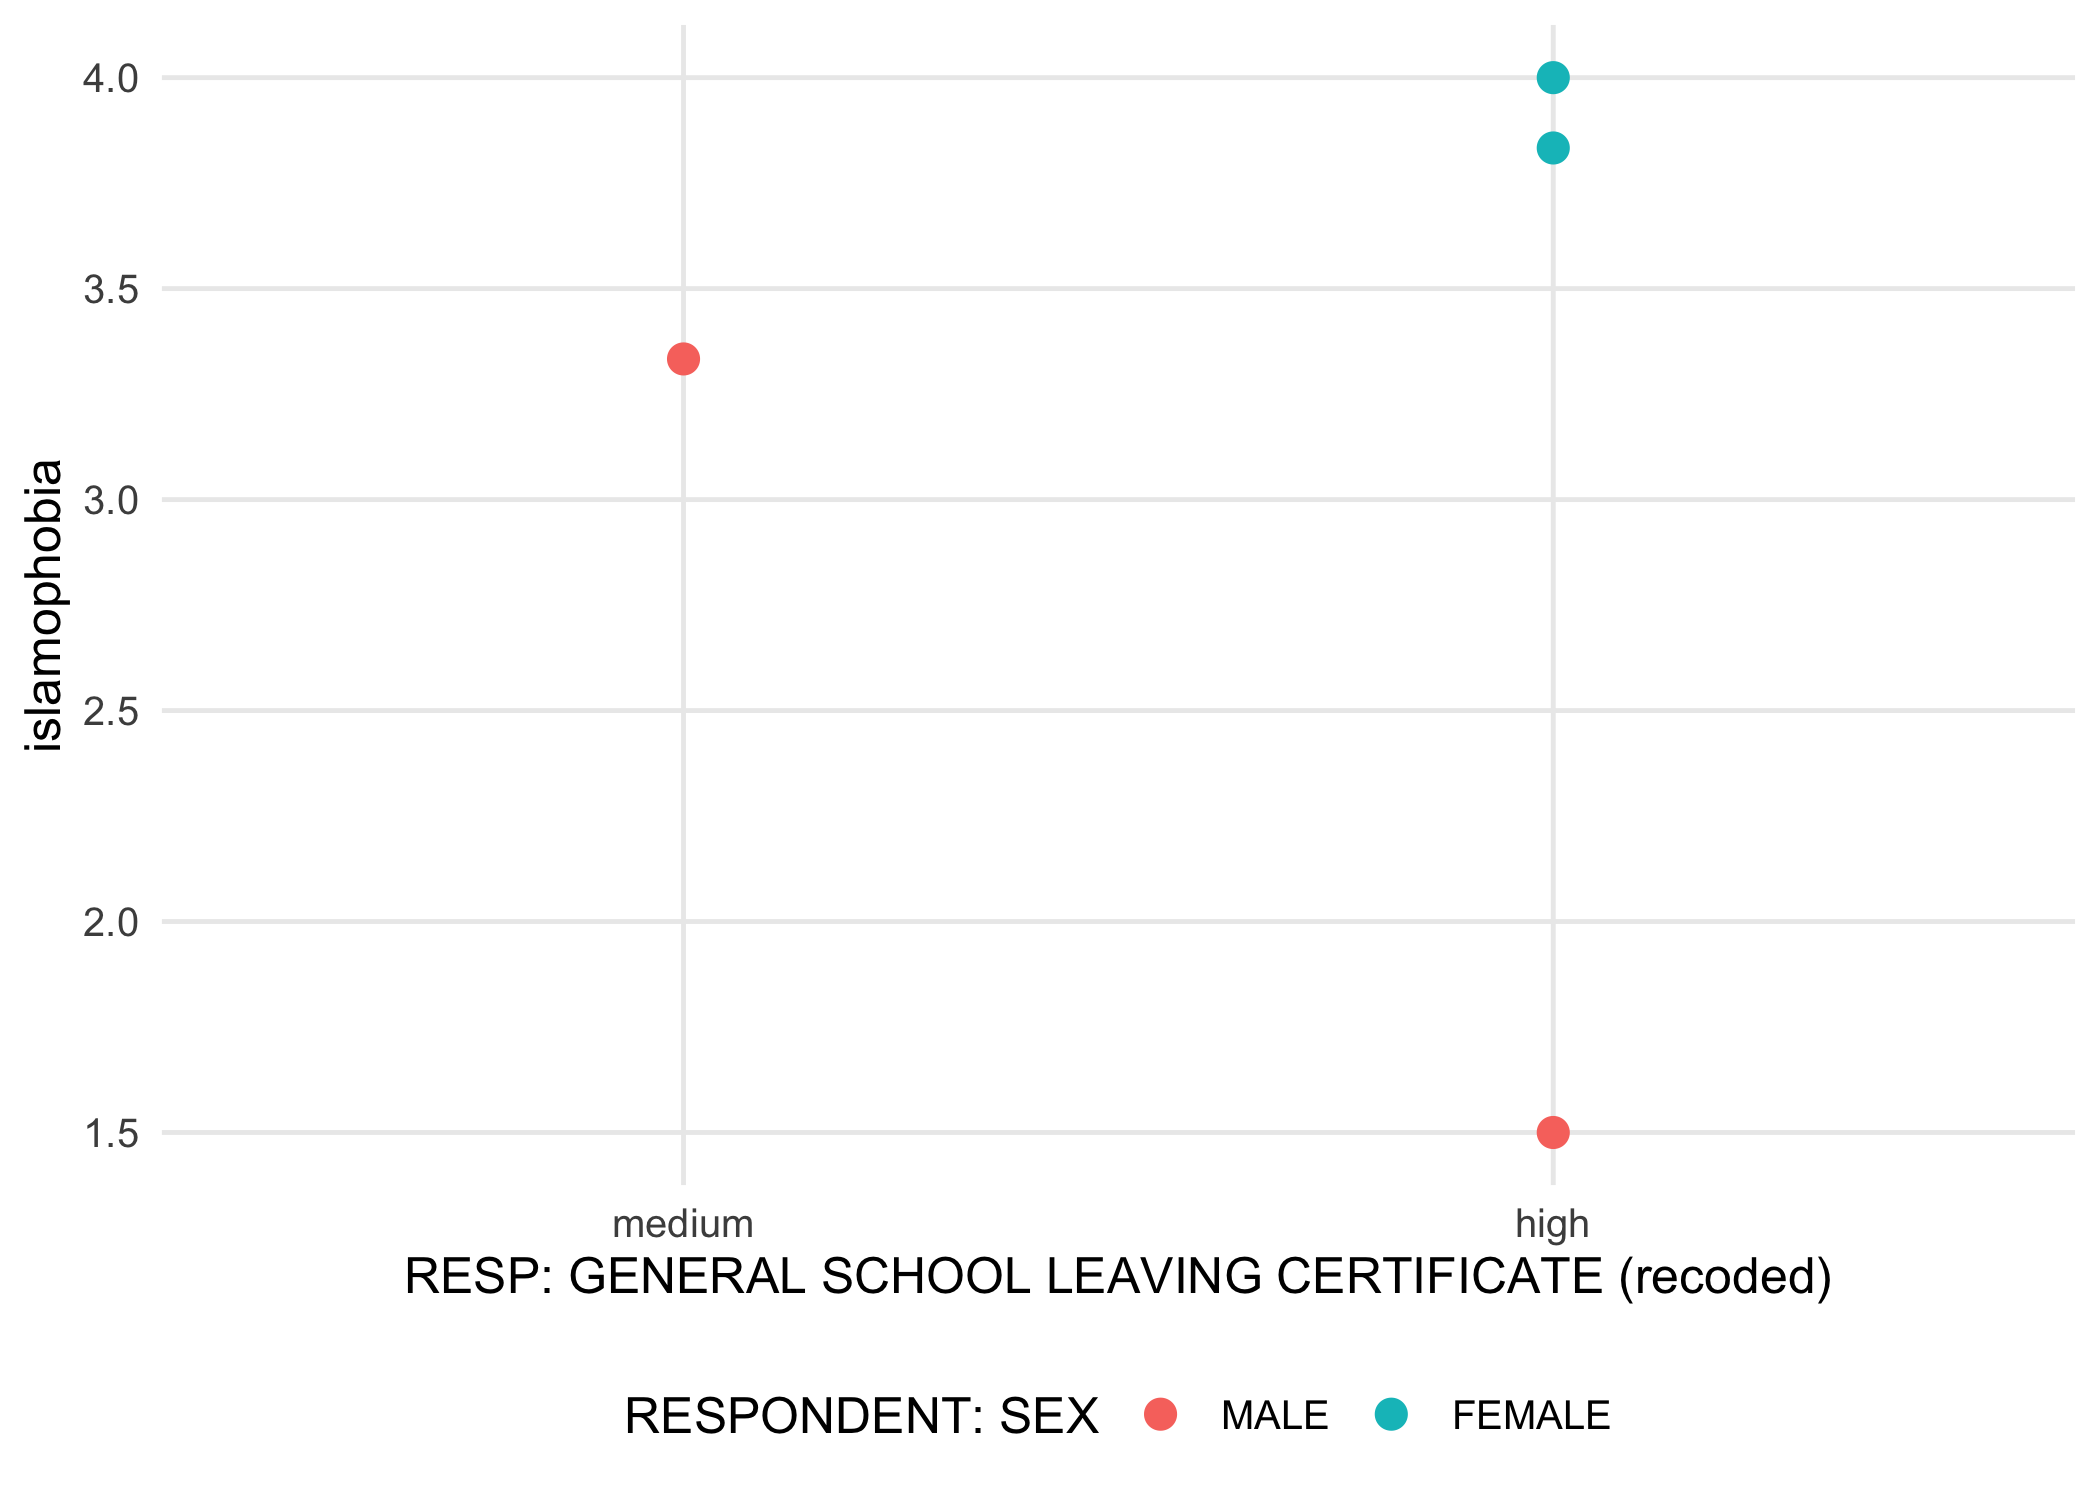 islamophobia
4.0
3.5
3.0
2.5
2.0
1.5
medium high
RESP: GENERAL SCHOOL LEAVING CERTIFICATE (recoded)
RESPONDENT: SEX MALE FEMALE